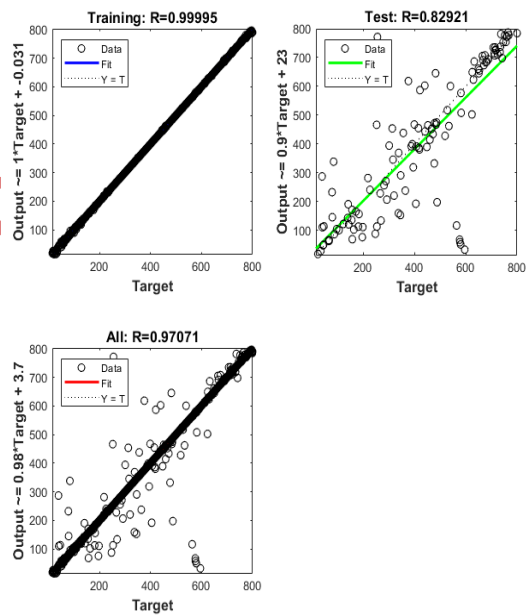 Training: R=0.99995
Output ~= 1*Target + -0.031
800
700
600
500
400
300
200
100
Data
Fit
Y = T
200 400 600 800
Target
Test: R=0.82921
Output ~= 0.9*Target + 23
800
700
600
500
400
300
200
100
Data
Fit
Y = T
200 400 600 800
Target
All: R=0.97071
Output ~= 0.98*Target + 3.7
800
700
600
500
400
300
200
100
Data
Fit
Y = T
200 400 600 800
Target